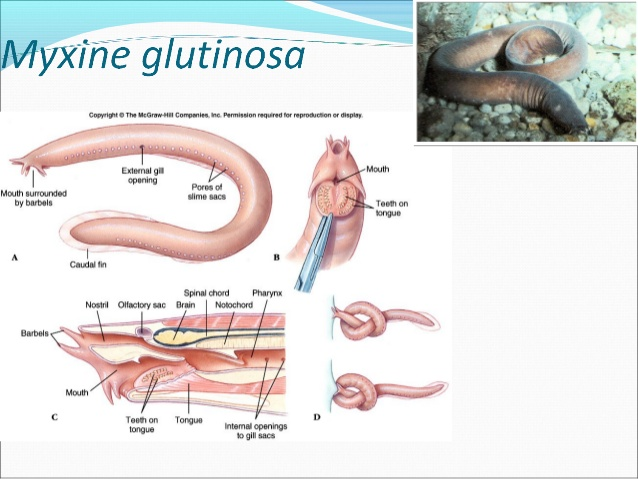 Myxine glutinosa
Copyright © The McGraw-Hill Companies, Inc. Permission required for reproduction or display.
External gill
opening
Pores of
slime sacs
Mouth surrounded
by barbels
A
Caudal fin
Mouth
Teeth on
tongue
B
Spinal chord
Pharynx
Nostril
Olfactory sac
Brain
Notochord
Barbels
Mouth
C
Teeth on
tongue
Tongue
Internal openings
to gill sacs
D